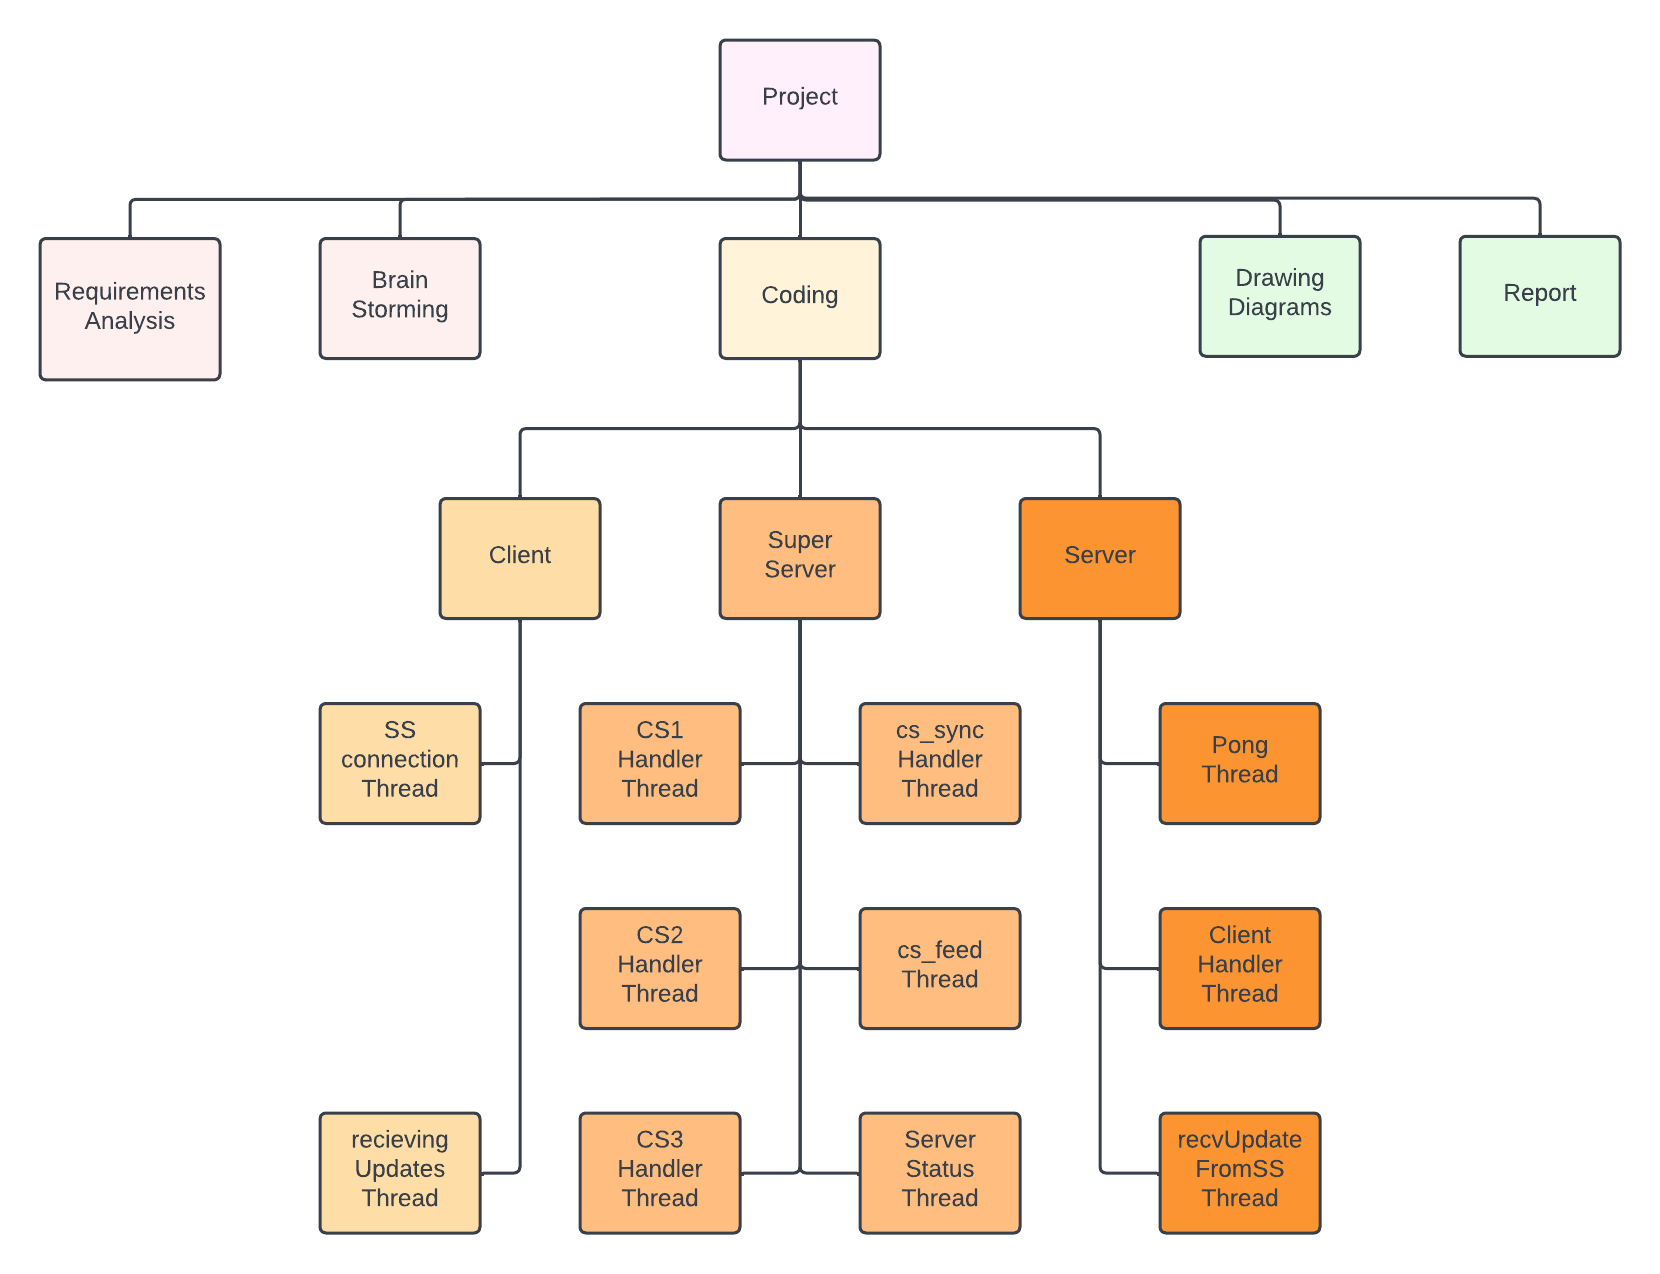 Project
Requirements
Analysis
Brain
Storming
Coding
Drawing
Diagrams
Report
Client
Super
Server
Server
SS
connection
Thread
CS1
Handler
Thread
cs_sync
Handler
Thread
Pong
Thread
CS2
Handler
Thread
cs_feed
Thread
Client
Handler
Thread
recieving
Updates
Thread
CS3
Handler
Thread
Server
Status
Thread
recvUpdate
FromSS
Thread